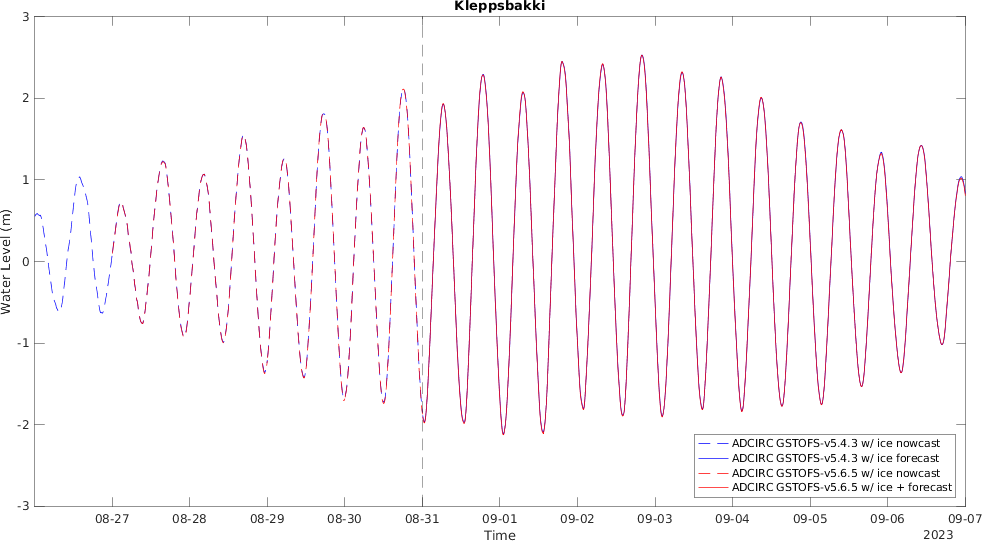 Kleppsbakki
3
2
1
0
-1
-2
-3
Water Level (m)
ADCIRC GSTOFS-v5.4.3 w/ ice nowcast
ADCIRC GSTOFS-v5.4.3 w/ ice forecast
ADCIRC GSTOFS-v5.6.5 w/ ice nowcast
ADCIRC GSTOFS-v5.6.5 w/ ice + forecast
08-27 08-28 08-29 08-30 08-31 09-01 09-02 09-03 09-04 09-05 09-06 09-07
Time
2023